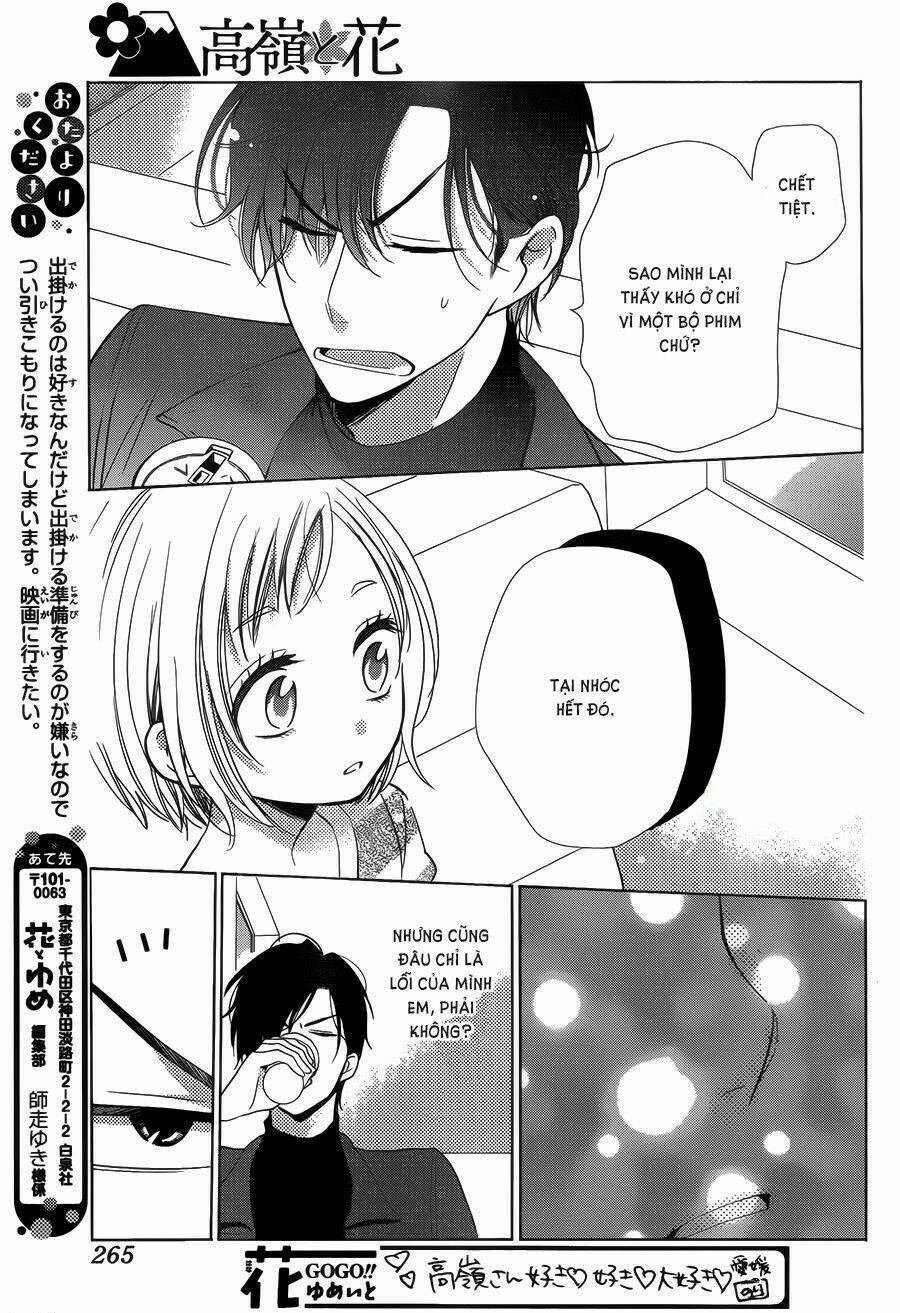 高嶺と花
CHẾT
TIỆT.
SAO MÌNH LẠI
THẤY KHÓ Ở CHỈ
VÌ MỘT BỘ PHIM
CHỨ?
TẠI NHÓC
HẾT ĐÓ.
NHƯNG CŨNG
ĐÂU CHỈ LÀ
LỖI CỦA MÌNH
EM, PHẢI
KHÔNG?
おたより
ください
出掛けるのは好きなんだけど出掛ける準備をするのが嫌いなので
つい引きこもりになってしまいます。映画に行きたい。
あて先
〒101-
0063
東京都千代田区神田淡路町2-2-2 白泉社
花とゆめ 編集部 師走ゆき様係
265
花
はな
GOGO!!
ゆめいと
高嶺さん好き♡好き♡大好き♡
愛媛